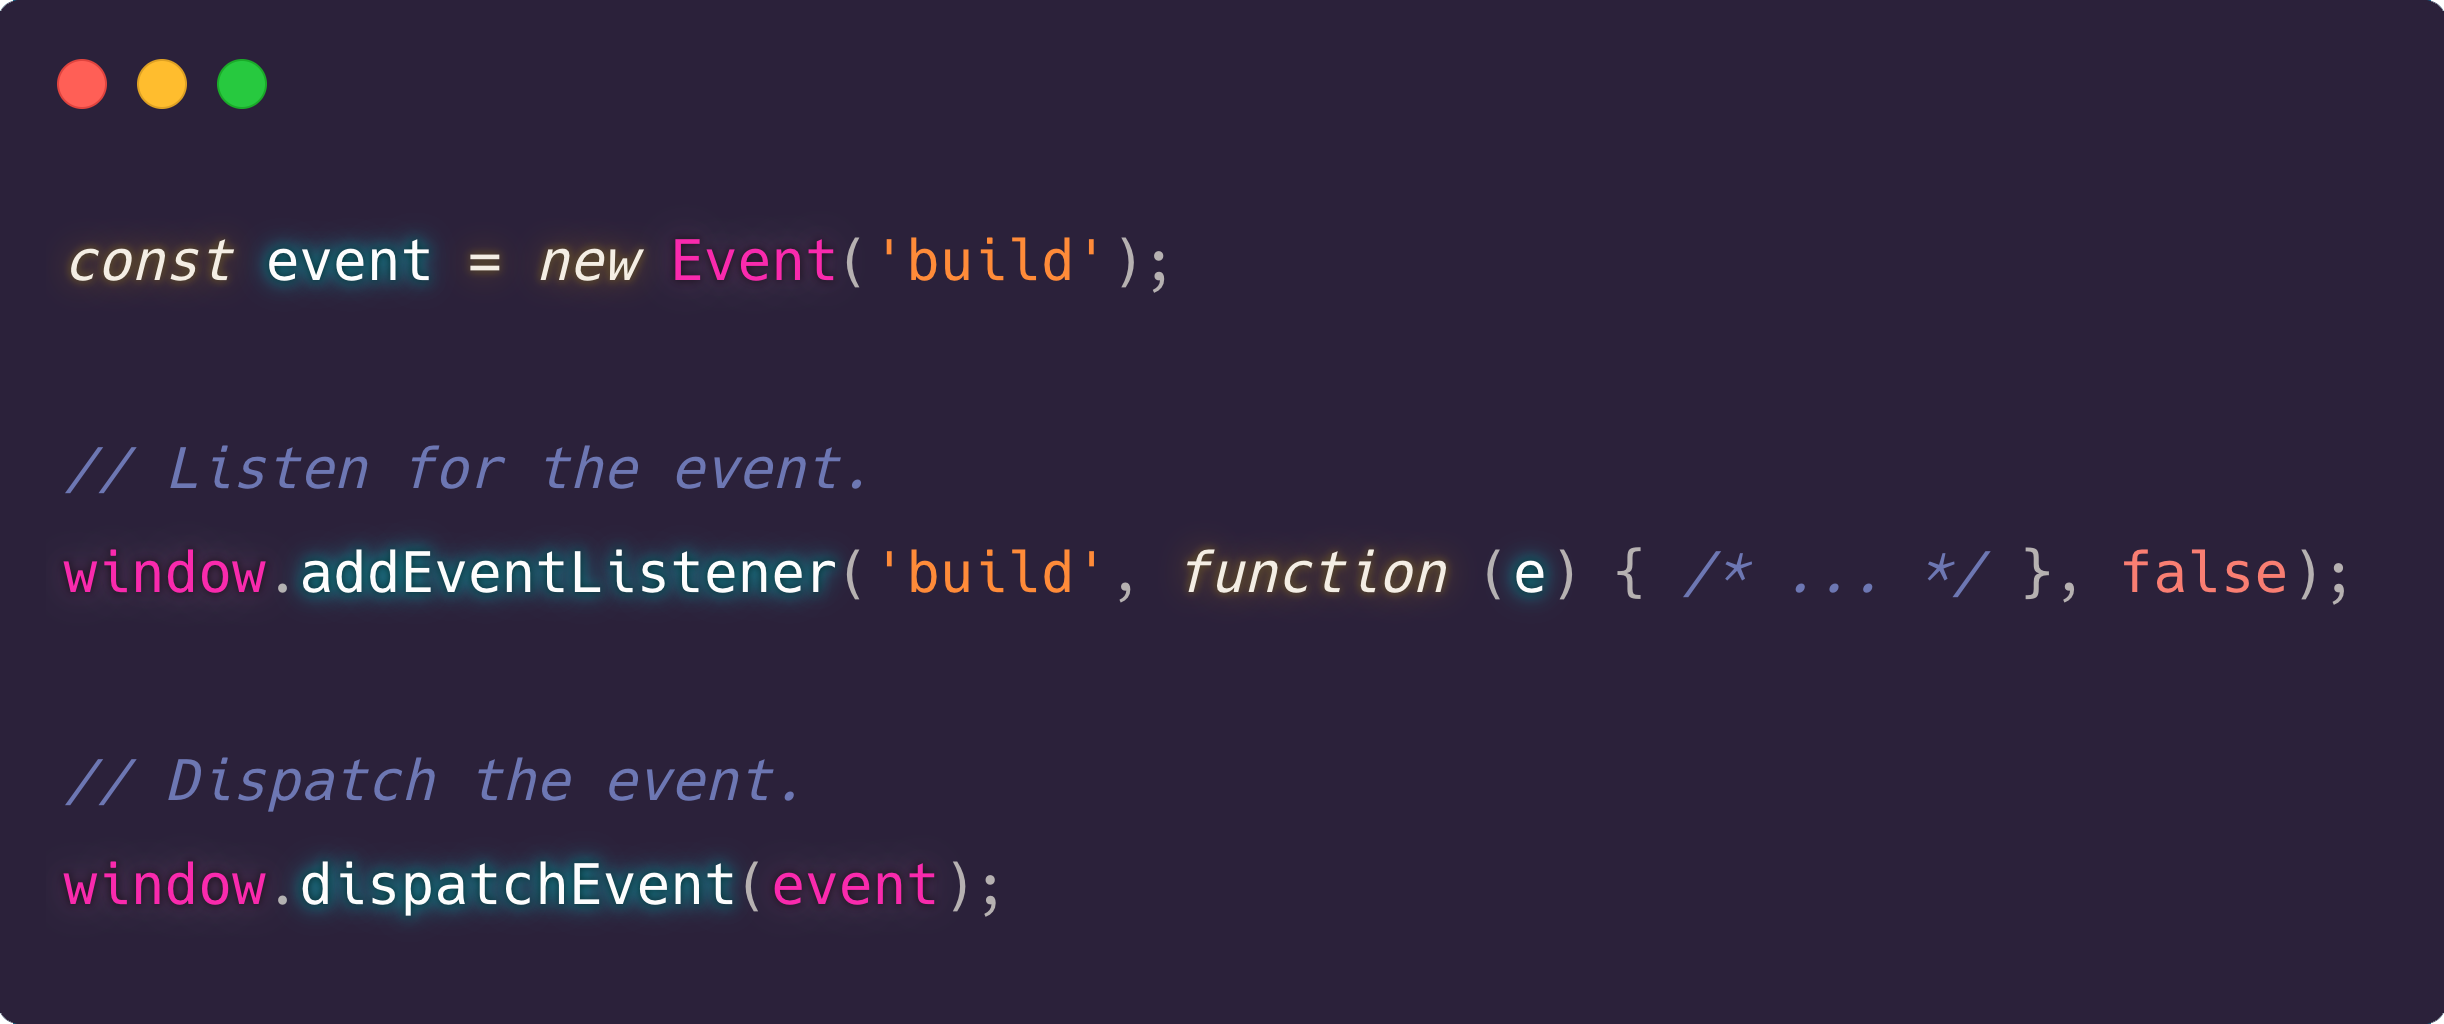 const event = new Event('build');
// Listen for the event.
window.addEventListener('build', function (e) { /* ... */ }, false);
// Dispatch the event.
window.dispatchEvent(event);